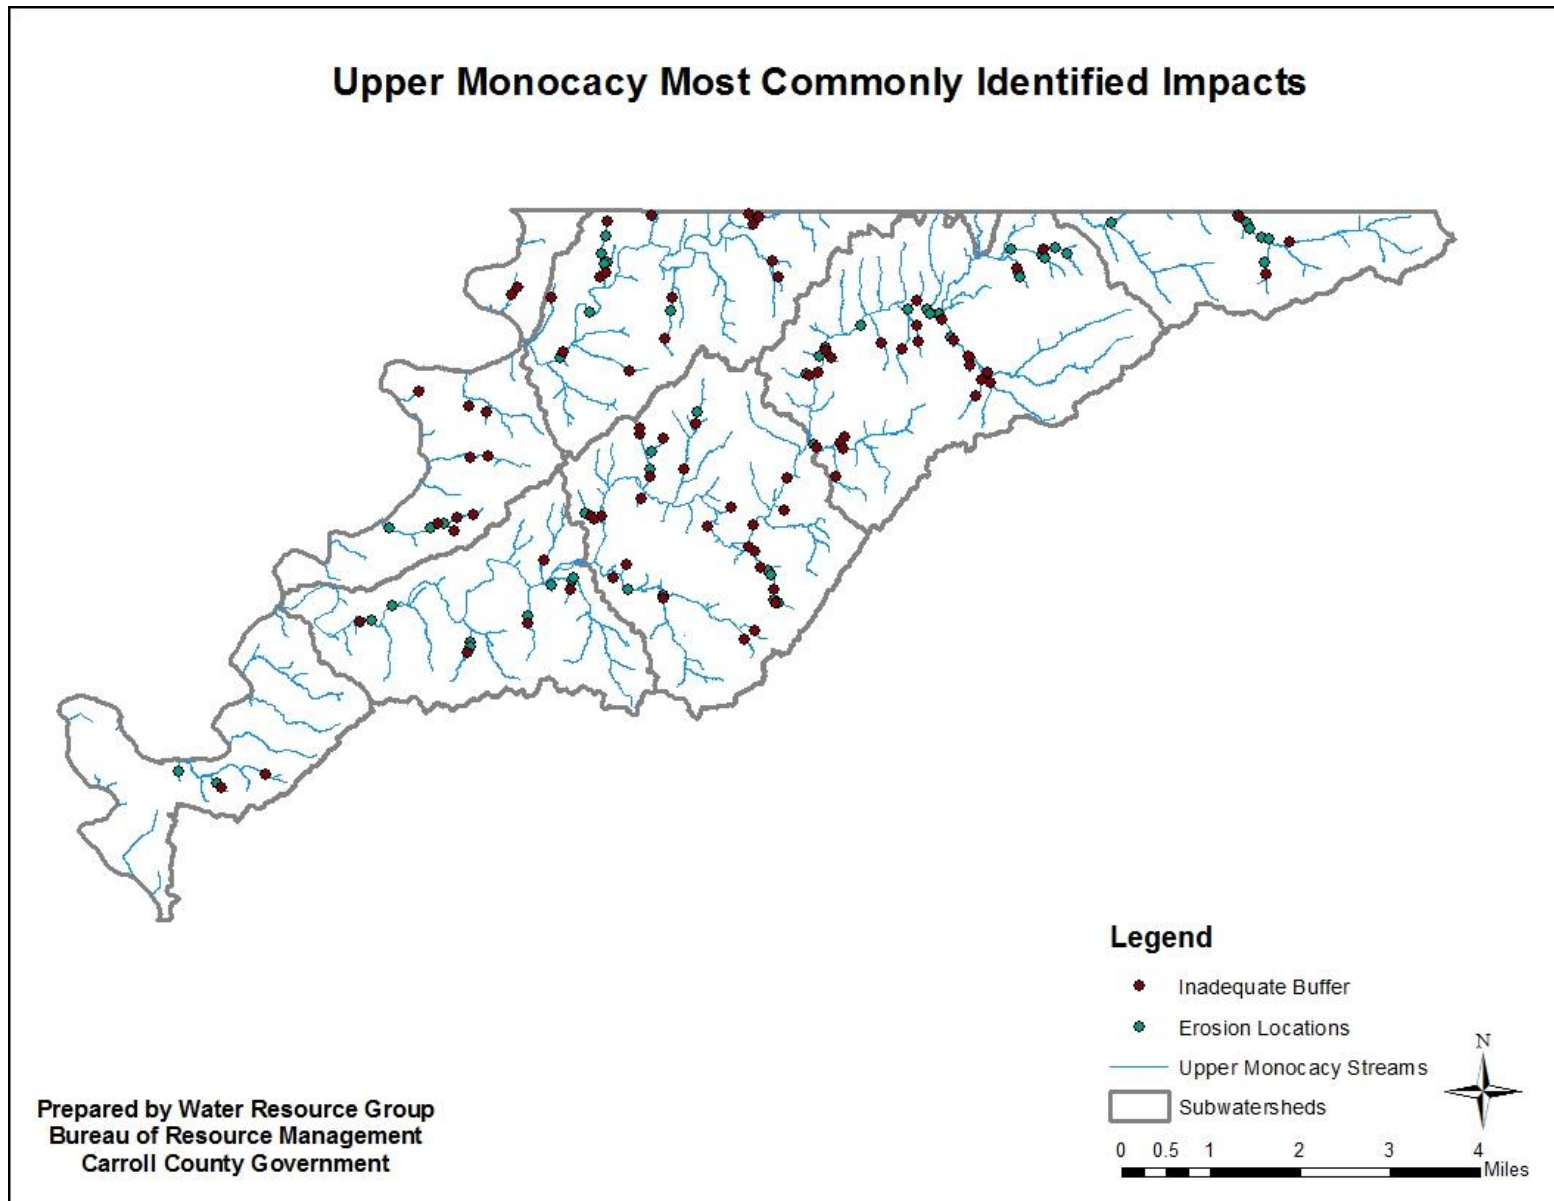 Upper Monocacy Most Commonly Identified Impacts
Legend
Inadequate Buffer
Erosion Locations
Upper Monocacy Streams
Subwatersheds
N
0 0.5 1 2 3 4
Miles
Prepared by Water Resource Group
Bureau of Resource Management
Carroll County Government